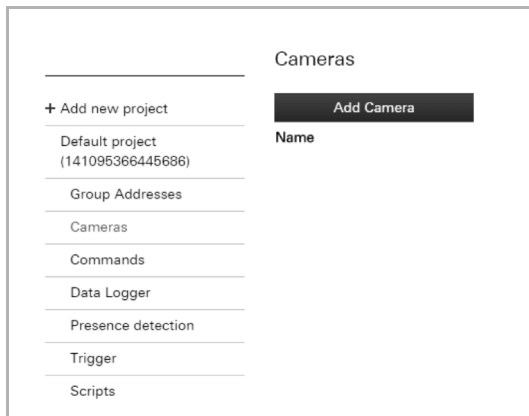 Cameras
+ Add new project
Add Camera
Default project
(141095366445686)
Name
Group Addresses
Cameras
Commands
Data Logger
Presence detection
Trigger
Scripts